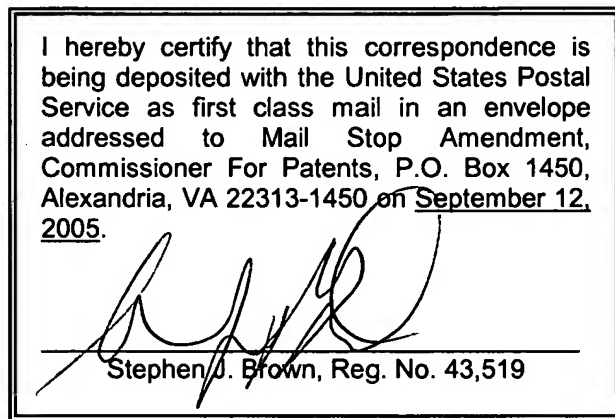 I hereby certify that this correspondence is
being deposited with the United States Postal
Service as first class mail in an envelope
addressed to Mail Stop Amendment,
Commissioner For Patents, P.O. Box 1450,
Alexandria, VA 22313-1450 on September 12,
2005.
Stephen J. Brown, Reg. No. 43,519